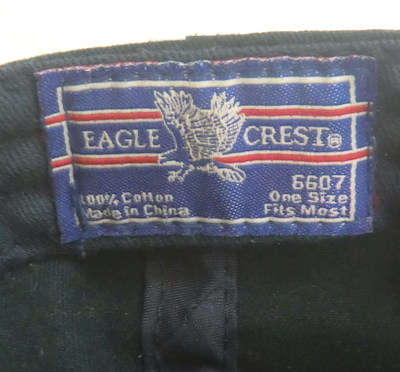 EAGLE CREST®
100% Cotton
Made in China
6607
One Size
Fits Most